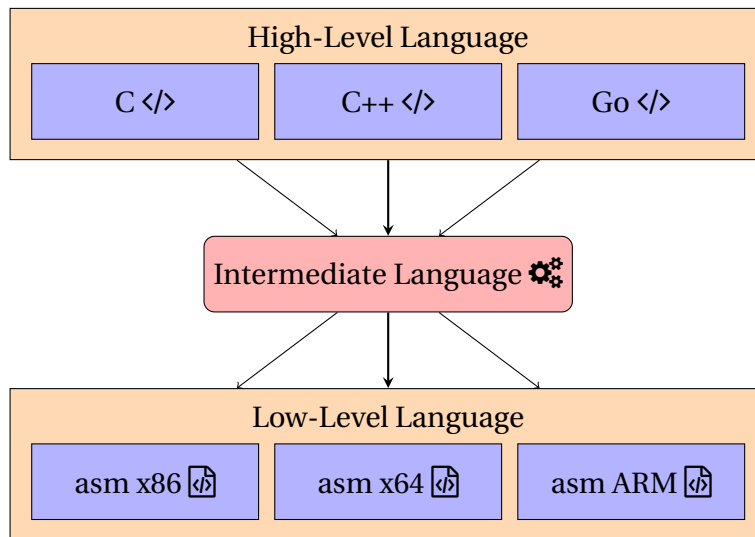 High-Level Language
C </>
C++ </>
Go </>
Intermediate Language
Low-Level Language
asm x86 </>
asm x64 </>
asm ARM </>